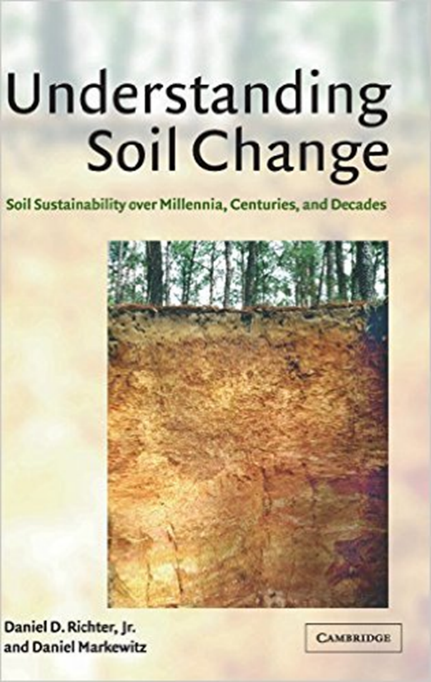 Understanding
Soil Change
Soil Sustainability over Millennia, Centuries, and Decades
Daniel D. Richter, Jr.
and Daniel Markewitz
CAMBRIDGE